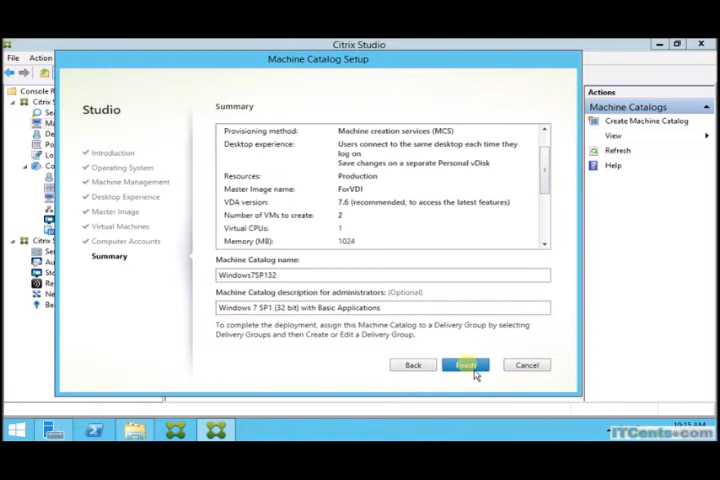 Citrix Studio
File Action
Machine Catalog Setup
Console R
Citrix S
Actions
Machine Catalogs
Create Machine Catalog
View
Refresh
Help
Studio
Introduction
Operating System
Machine Management
Desktop Experience
Master Image
Virtual Machines
Computer Accounts
Summary
Summary
Provisioning method: Machine creation services (MCS)
Desktop experience: Users connect to the same desktop each time they
log on
Save changes on a separate Personal vDisk
Resources: Production
Master Image name: ForVDI
VDA version: 7.6 (recommended, to access the latest features)
Number of VMs to create: 2
Virtual CPUs: 1
Memory (MB): 1024
Machine Catalog name:
Windows7SP132
Machine Catalog description for administrators: (Optional)
Windows 7 SP1 (32 bit) with Basic Applications
To complete the deployment, assign this Machine Catalog to a Delivery Group by selecting
Delivery Groups and then Create or Edit a Delivery Group.
Back Finish Cancel
10:15 AM
ITCents.com